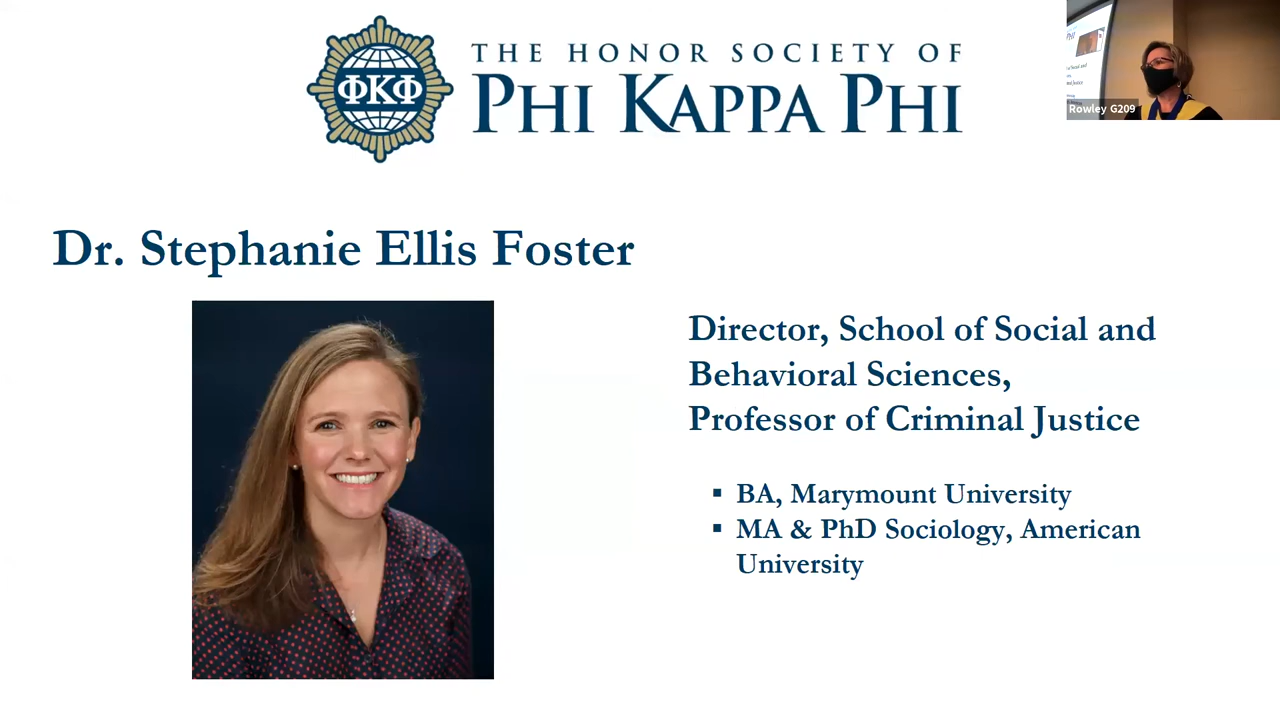 ΦΚΦ
THE HONOR SOCIETY OF
PHI KAPPA PHI
Rowley G209
Dr. Stephanie Ellis Foster
Director, School of Social and
Behavioral Sciences,
Professor of Criminal Justice
▪ BA, Marymount University
▪ MA & PhD Sociology, American
University